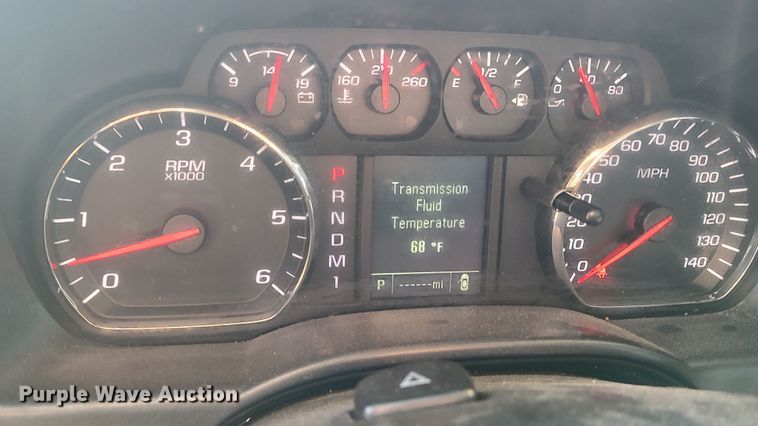 9 14 19
160 210 260
E 1/2 F
0 40 80
0 1 2 3 4 5 6
RPM
X1000
P
R
N
D
M
1
Transmission
Fluid
Temperature
68 °F
P ------mi
0 10 20 30 40 50 60 70 80 90 100 110 120 130 140
MPH
Purple Wave Auction